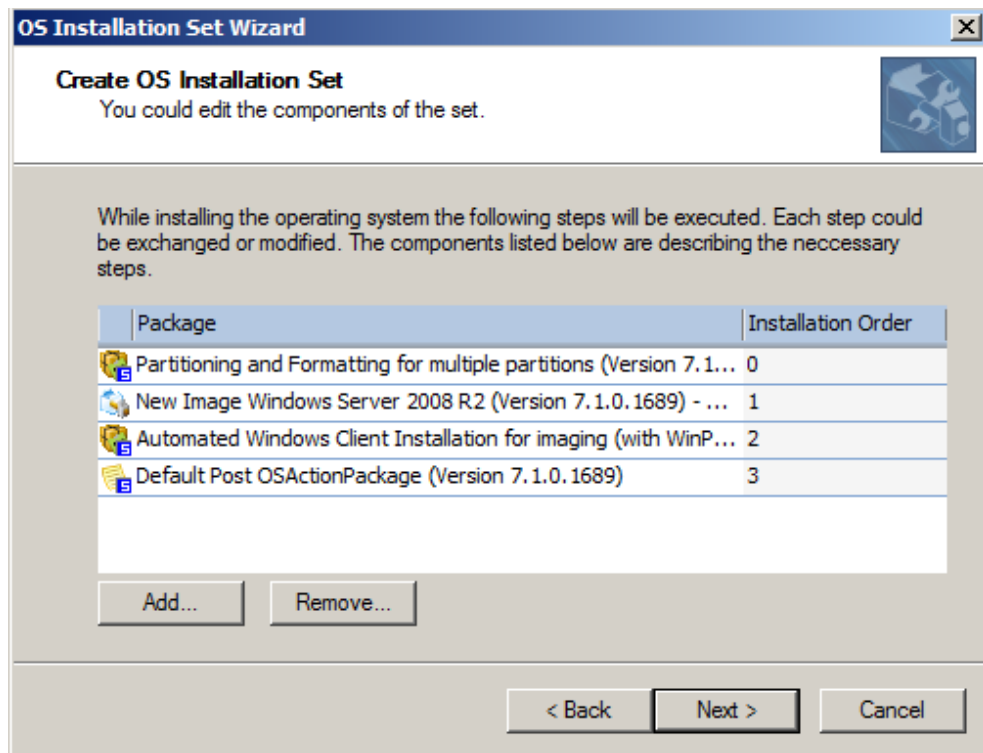 OS Installation Set Wizard
Create OS Installation Set
You could edit the components of the set.
While installing the operating system the following steps will be executed. Each step could
be exchanged or modified. The components listed below are describing the neccessary
steps.
Package Installation Order
Partitioning and Formatting for multiple partitions (Version 7.1... 0
New Image Windows Server 2008 R2 (Version 7.1.0.1689) - ... 1
Automated Windows Client Installation for imaging (with WinP... 2
Default Post OSActionPackage (Version 7.1.0.1689) 3
Add... Remove...
< Back Next > Cancel